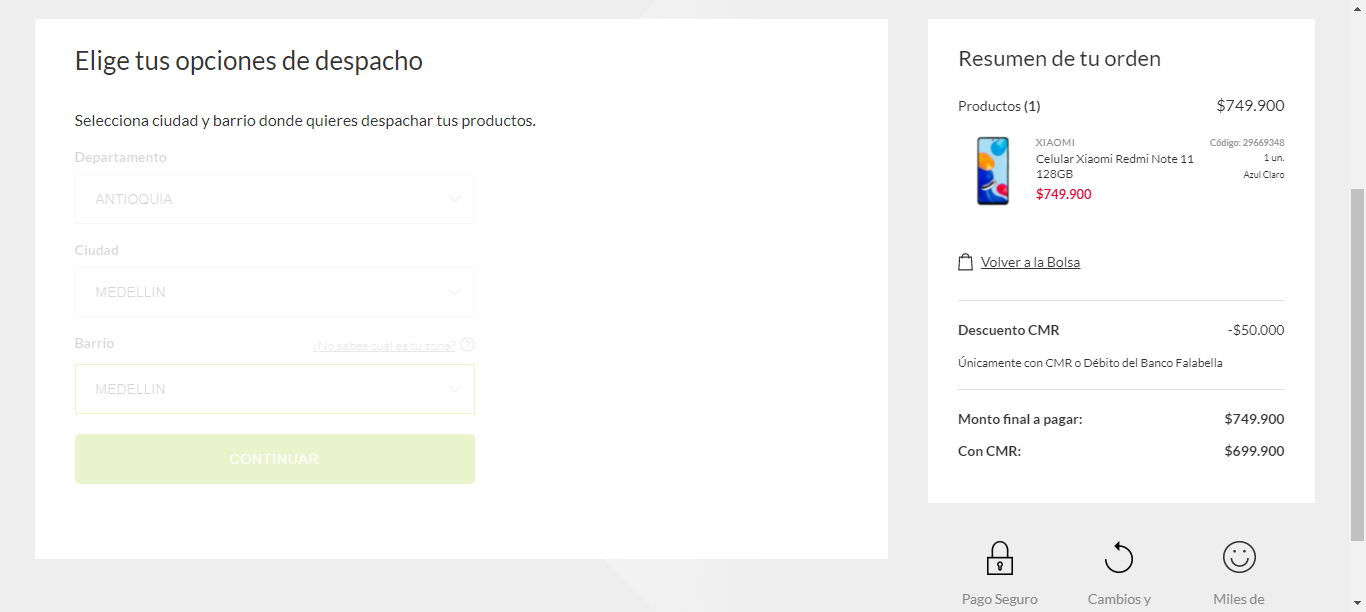 Elige tus opciones de despacho
Selecciona ciudad y barrio donde quieres despachar tus productos.
Departamento
ANTIOQUIA
Ciudad
MEDELLIN
Barrio
¿No sabes cuál es tu zona?
MEDELLIN
CONTINUAR
Resumen de tu orden
Productos (1) $749.900
XIAOMI Código: 29669348
Celular Xiaomi Redmi Note 11 1 un.
128GB Azul Claro
$749.900
Volver a la Bolsa
Descuento CMR -$50.000
Únicamente con CMR o Débito del Banco Falabella
Monto final a pagar: $749.900
Con CMR: $699.900
Pago Seguro Cambios y Miles de